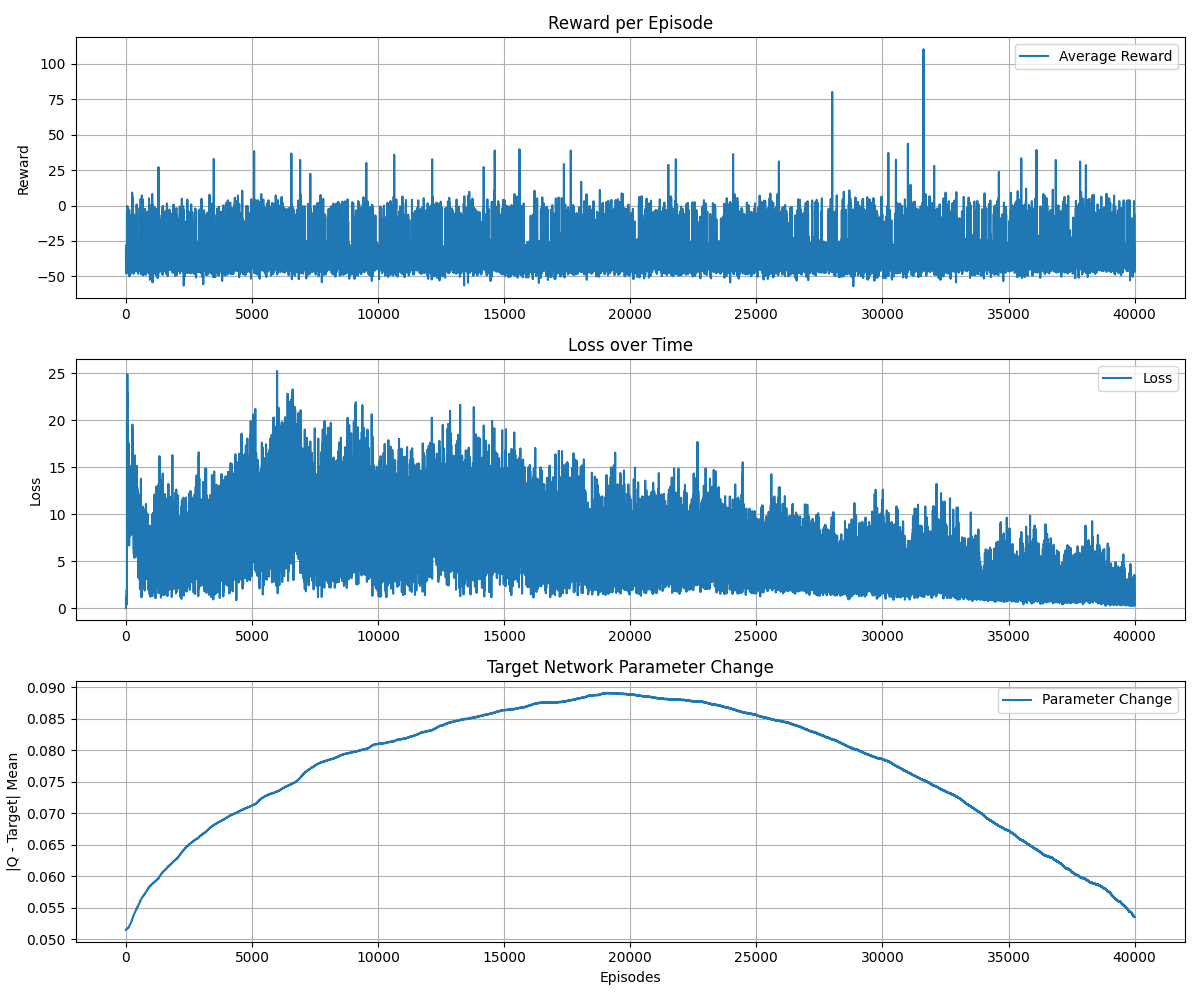 Reward per Episode
Average Reward
Reward
100
75
50
25
0
−25
−50
0 5000 10000 15000 20000 25000 30000 35000 40000
Loss over Time
Loss
Loss
25
20
15
10
5
0
0 5000 10000 15000 20000 25000 30000 35000 40000
Target Network Parameter Change
Parameter Change
|Q - Target| Mean
0.090
0.085
0.080
0.075
0.070
0.065
0.060
0.055
0.050
0 5000 10000 15000 20000 25000 30000 35000 40000
Episodes